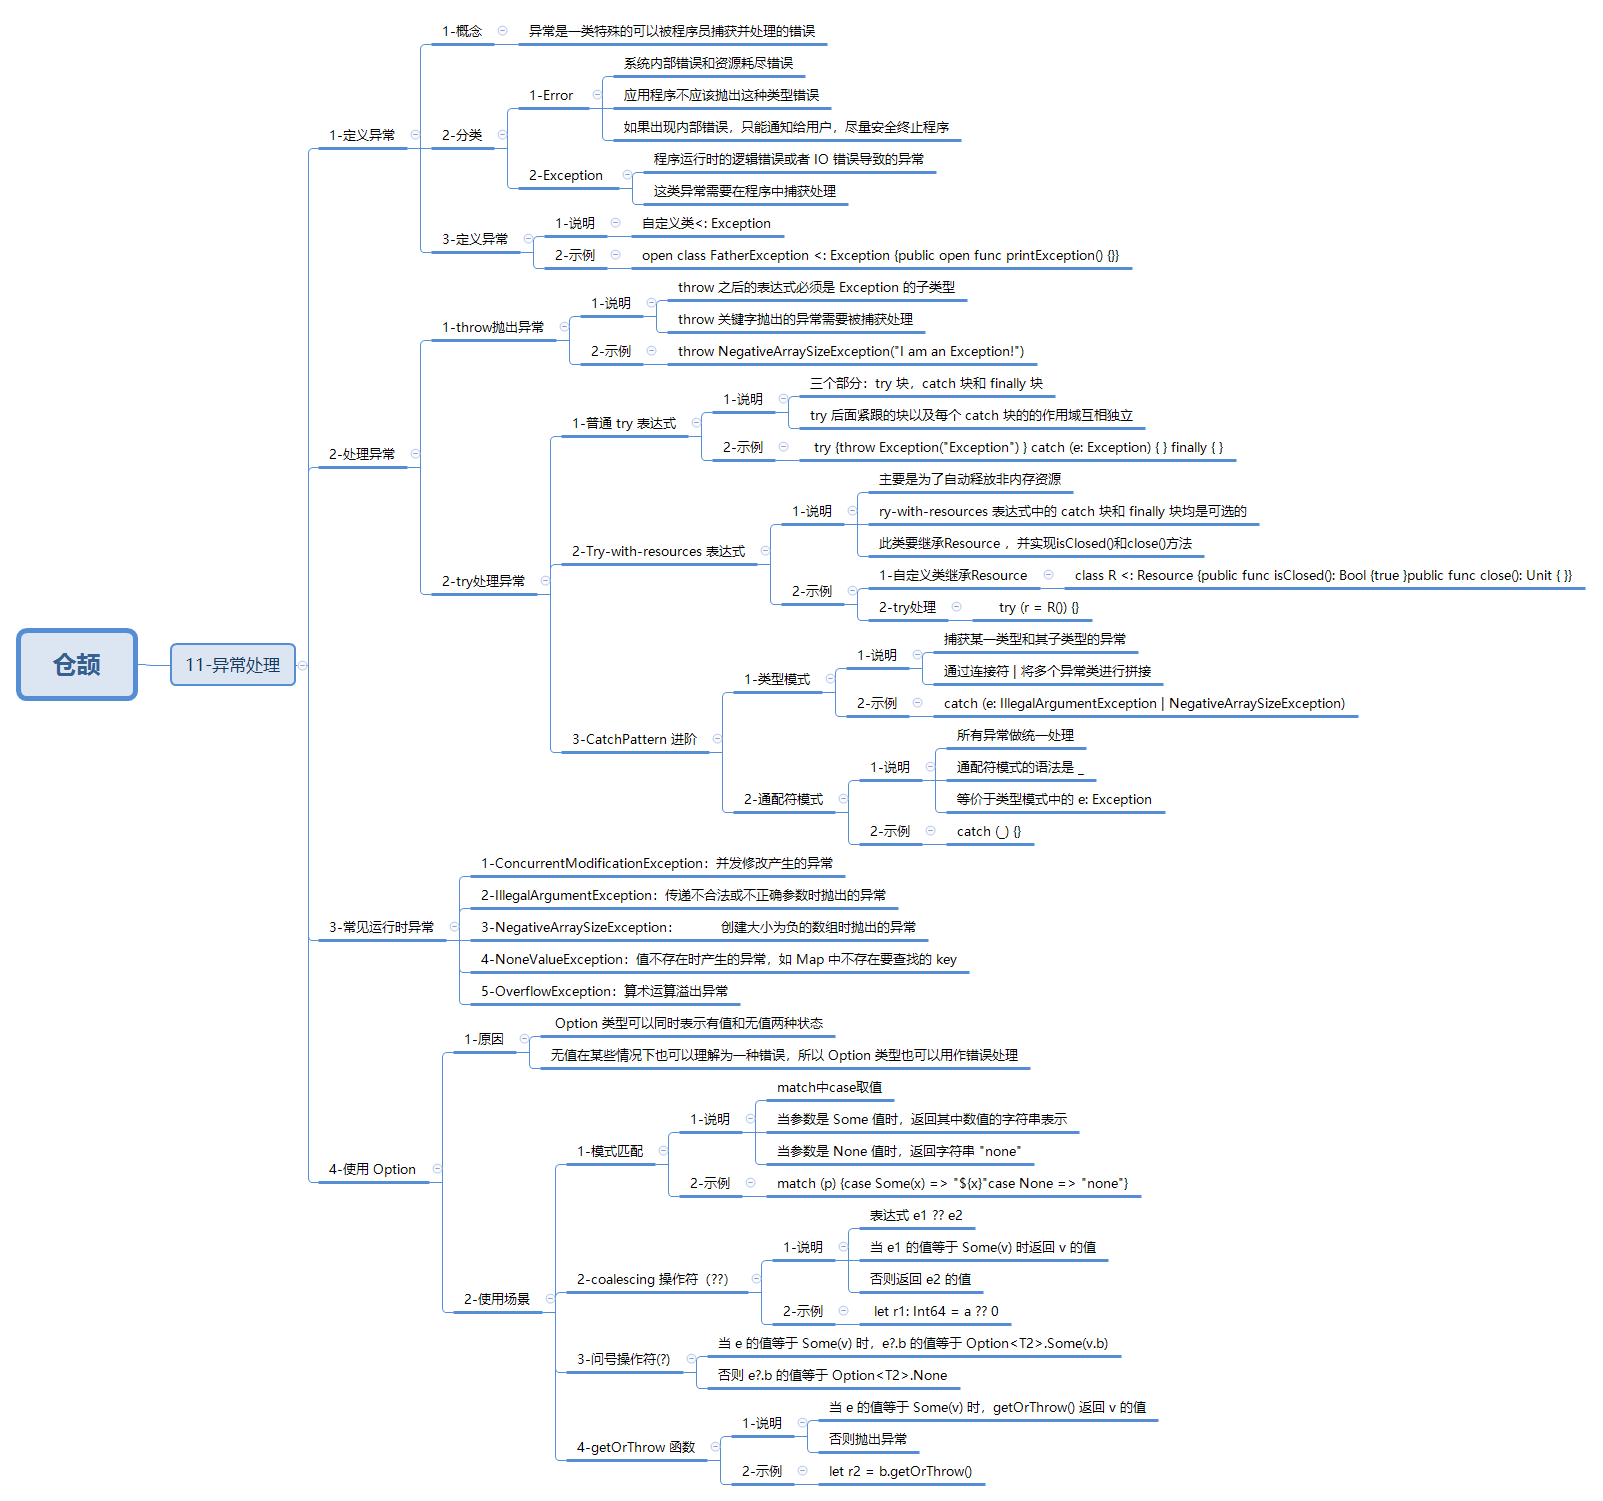 仓颉
11-异常处理
1-定义异常
1-概念
异常是一类特殊的可以被程序员捕获并处理的错误
2-分类
1-Error
系统内部错误和资源耗尽错误
应用程序不应该抛出这种类型错误
如果出现内部错误，只能通知给用户，尽量安全终止程序
2-Exception
程序运行时的逻辑错误或者 IO 错误导致的异常
这类异常需要在程序中捕获处理
3-定义异常
1-说明
自定义类<: Exception
2-示例
open class FatherException <: Exception {public open func printException() {}}
2-处理异常
1-throw抛出异常
1-说明
throw 之后的表达式必须是 Exception 的子类型
throw 关键字抛出的异常需要被捕获处理
2-示例
throw NegativeArraySizeException("I am an Exception!")
2-try处理异常
1-普通 try 表达式
1-说明
三个部分：try 块，catch 块和 finally 块
try 后面紧跟的块以及每个 catch 块的的作用域互相独立
2-示例
try {throw Exception("Exception") } catch (e: Exception) { } finally { }
2-Try-with-resources 表达式
1-说明
主要是为了自动释放非内存资源
ry-with-resources 表达式中的 catch 块和 finally 块均是可选的
此类要继承Resource ，并实现isClosed()和close()方法
2-示例
1-自定义类继承Resource
class R <: Resource {public func isClosed(): Bool {true }public func close(): Unit { }}
2-try处理
try (r = R()) {}
3-CatchPattern 进阶
1-类型模式
1-说明
捕获某一类型和其子类型的异常
通过连接符 | 将多个异常类进行拼接
2-示例
catch (e: IllegalArgumentException | NegativeArraySizeException)
2-通配符模式
1-说明
所有异常做统一处理
通配符模式的语法是 _
等价于类型模式中的 e: Exception
2-示例
catch (_) {}
3-常见运行时异常
1-ConcurrentModificationException：并发修改产生的异常
2-IllegalArgumentException：传递不合法或不正确参数时抛出的异常
3-NegativeArraySizeException： 创建大小为负的数组时抛出的异常
4-NoneValueException：值不存在时产生的异常，如 Map 中不存在要查找的 key
5-OverflowException：算术运算溢出异常
4-使用 Option
1-原因
Option 类型可以同时表示有值和无值两种状态
无值在某些情况下也可以理解为一种错误，所以 Option 类型也可以用作错误处理
2-使用场景
1-模式匹配
1-说明
match中case取值
当参数是 Some 值时，返回其中数值的字符串表示
当参数是 None 值时，返回字符串 "none"
2-示例
match (p) {case Some(x) => "${x}"case None => "none"}
2-coalescing 操作符（??）
1-说明
表达式 e1 ?? e2
当 e1 的值等于 Some(v) 时返回 v 的值
否则返回 e2 的值
2-示例
let r1: Int64 = a ?? 0
3-问号操作符(?)
当 e 的值等于 Some(v) 时，e?.b 的值等于 Option<T2>.Some(v.b)
否则 e?.b 的值等于 Option<T2>.None
4-getOrThrow 函数
1-说明
当 e 的值等于 Some(v) 时，getOrThrow() 返回 v 的值
否则抛出异常
2-示例
let r2 = b.getOrThrow()